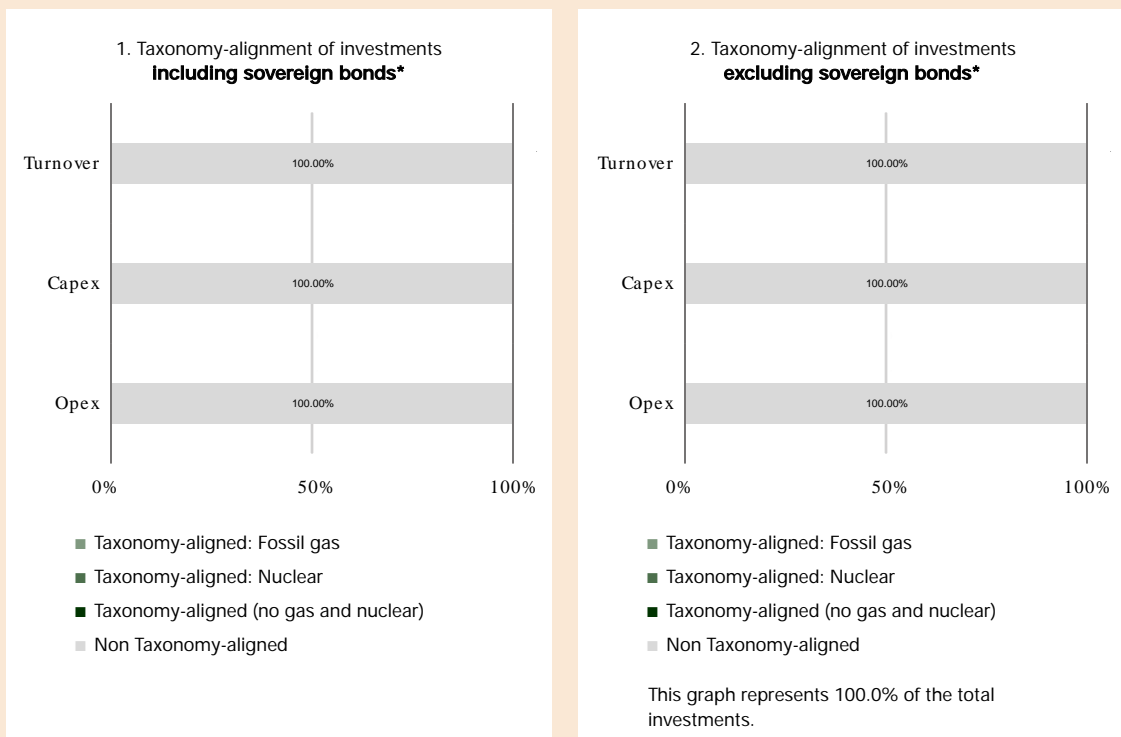 1. Taxonomy-alignment of investments
including sovereign bonds*
Turnover
100.00%
Capex
100.00%
Opex
100.00%
0%
50%
100%
Taxonomy-aligned: Fossil gas
Taxonomy-aligned: Nuclear
Taxonomy-aligned (no gas and nuclear)
Non Taxonomy-aligned
2. Taxonomy-alignment of investments
excluding sovereign bonds*
Turnover
100.00%
Capex
100.00%
Opex
100.00%
0%
50%
100%
Taxonomy-aligned: Fossil gas
Taxonomy-aligned: Nuclear
Taxonomy-aligned (no gas and nuclear)
Non Taxonomy-aligned
This graph represents 100.0% of the total
investments.